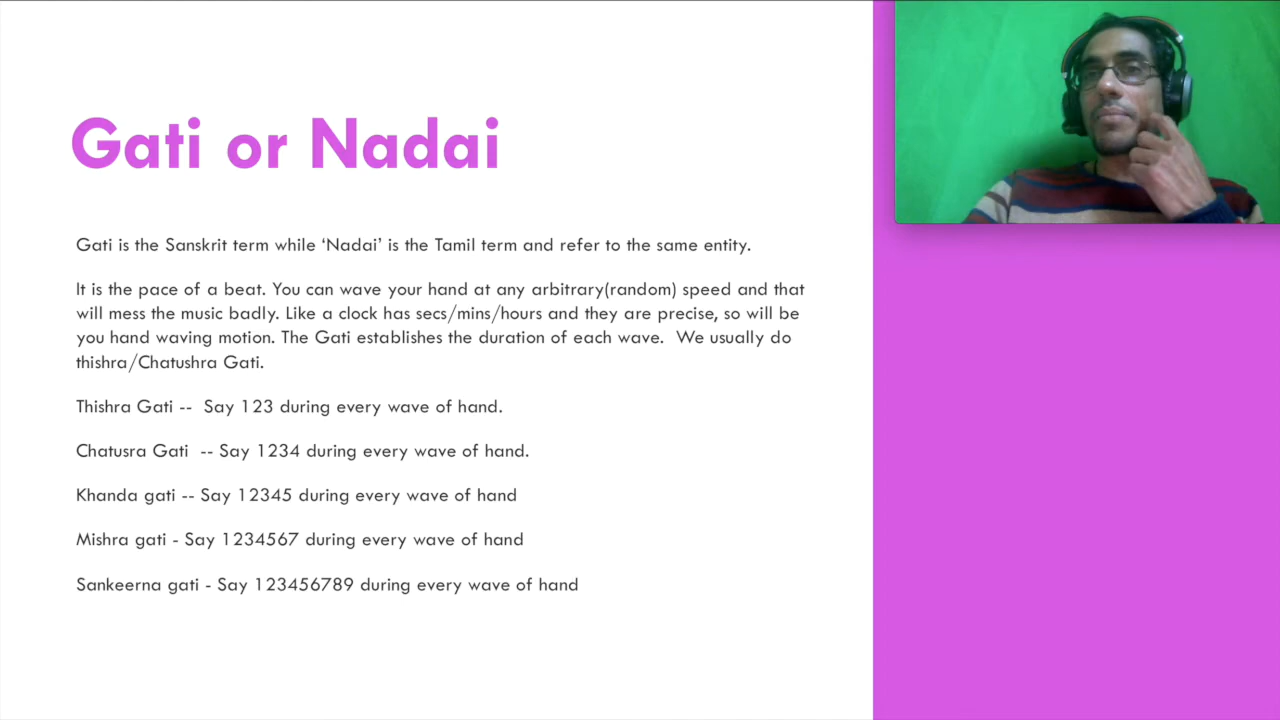 Gati or Nadai
Gati is the Sanskrit term while ‘Nadai’ is the Tamil term and refer to the same entity.
It is the pace of a beat. You can wave your hand at any arbitrary(random) speed and that
will mess the music badly. Like a clock has secs/mins/hours and they are precise, so will be
you hand waving motion. The Gati establishes the duration of each wave.  We usually do
thishra/Chatushra Gati.
Thishra Gati --  Say 123 during every wave of hand.
Chatusra Gati  -- Say 1234 during every wave of hand.
Khanda gati -- Say 12345 during every wave of hand
Mishra gati - Say 1234567 during every wave of hand
Sankeerna gati - Say 123456789 during every wave of hand